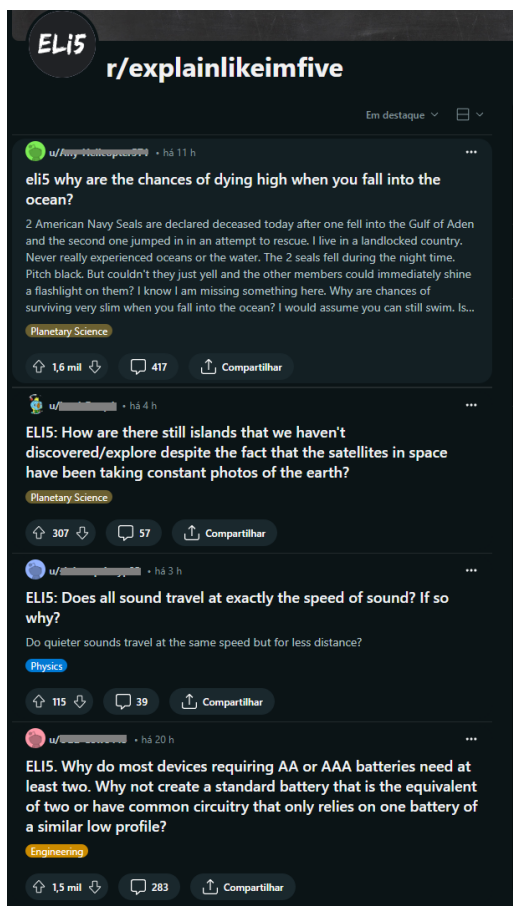 ELi5
r/explainlikeimfive
Em destaque
u/ • há 11 h
eli5 why are the chances of dying high when you fall into the
ocean?
2 American Navy Seals are declared deceased today after one fell into the Gulf of Aden
and the second one jumped in in an attempt to rescue. I live in a landlocked country.
Never really experienced oceans or the water. The 2 seals fell during the night time.
Pitch black. But couldn't they just yell and the other members could immediately shine
a flashlight on them? I know I am missing something here. Why are chances of
surviving very slim when you fall into the ocean? I would assume you can still swim. Is...
Planetary Science
1,6 mil 417 Compartilhar
u/ • há 4 h
ELI5: How are there still islands that we haven't
discovered/explore despite the fact that the satellites in space
have been taking constant photos of the earth?
Planetary Science
307 57 Compartilhar
u/ • há 3 h
ELI5: Does all sound travel at exactly the speed of sound? If so
why?
Do quieter sounds travel at the same speed but for less distance?
Physics
115 39 Compartilhar
u/ • há 20 h
ELI5. Why do most devices requiring AA or AAA batteries need at
least two. Why not create a standard battery that is the equivalent
of two or have common circuitry that only relies on one battery of
a similar low profile?
Engineering
1,5 mil 283 Compartilhar